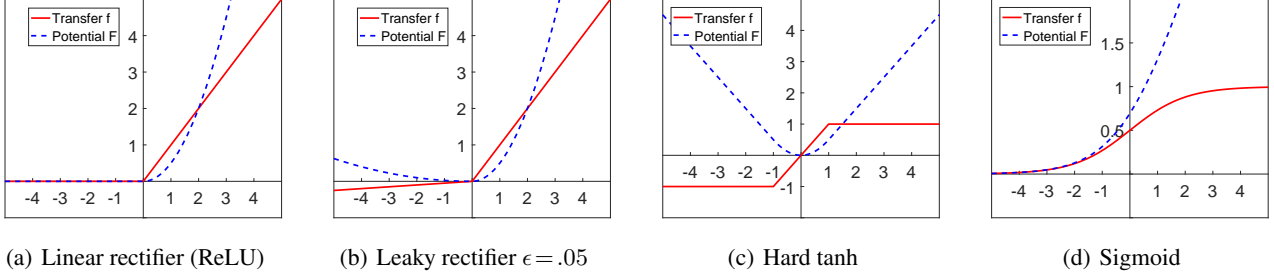 Transfer f
Potential F
4
3
2
1
-4 -3 -2 -1 1 2 3 4
(a) Linear rectifier (ReLU)
Transfer f
Potential F
4
3
2
1
-4 -3 -2 -1 1 2 3 4
(b) Leaky rectifier ϵ=.05
Transfer f
Potential F
4
3
2
1
-4 -3 -2 -1 1 2 3 4
-1
(c) Hard tanh
Transfer f
Potential F
1.5
1
0.5
-4 -3 -2 -1 0 1 2 3 4
(d) Sigmoid